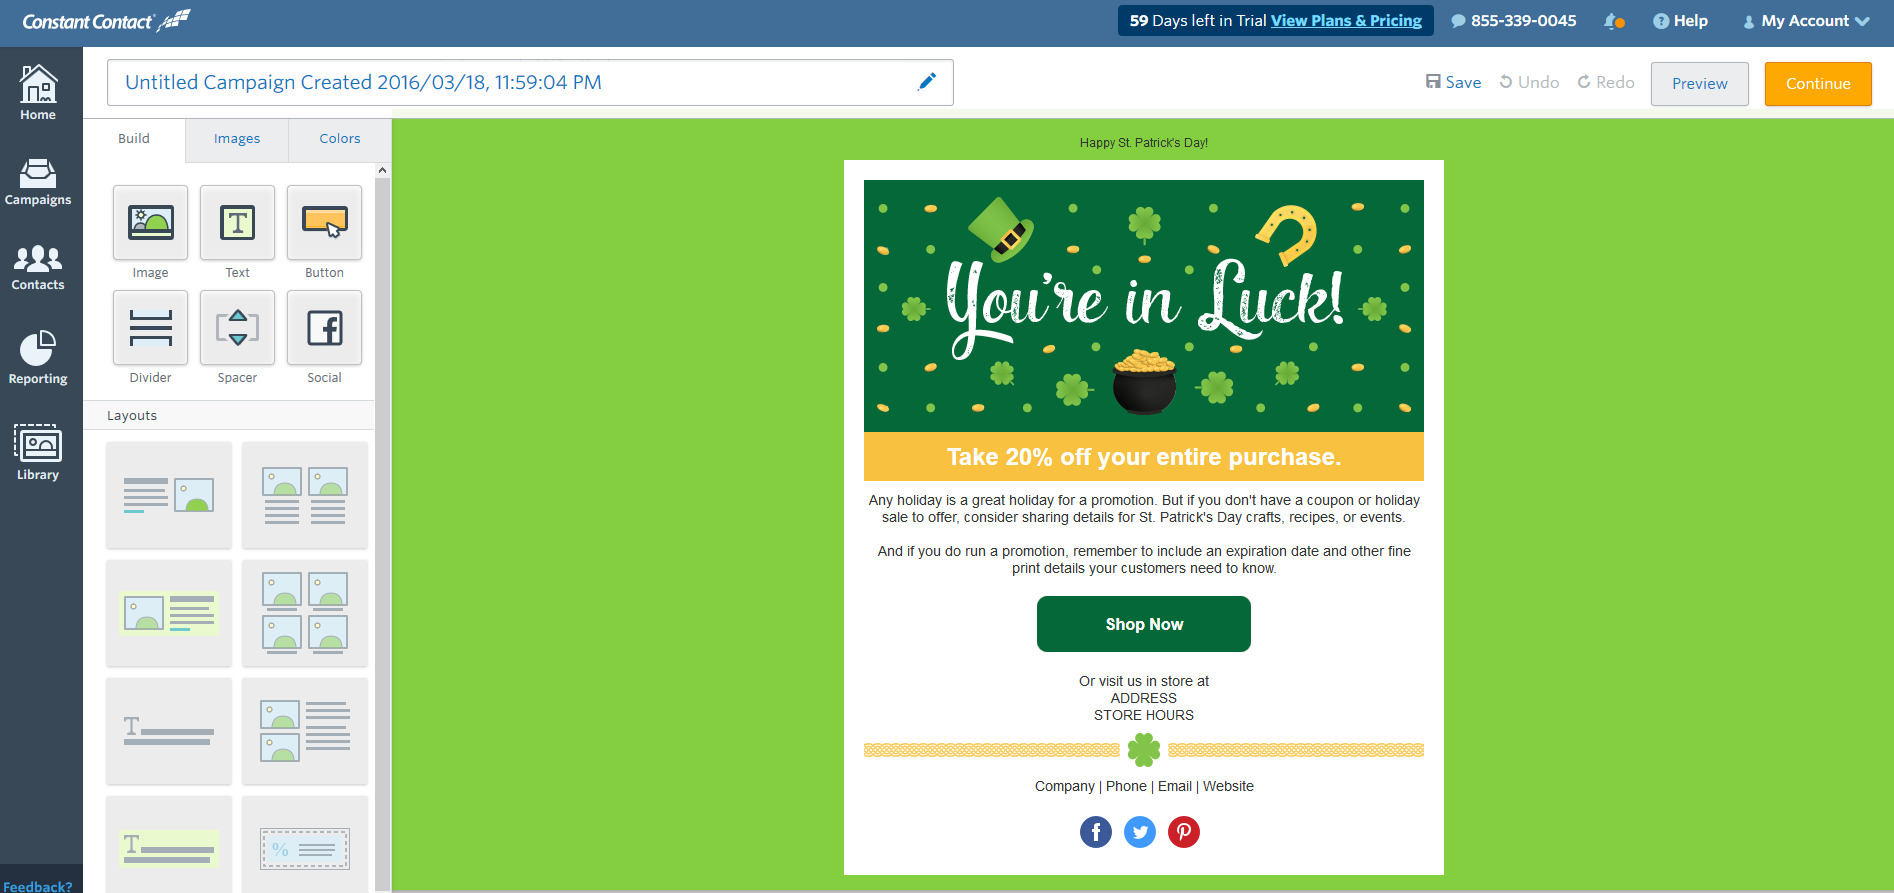 Constant Contact
59 Days left in Trial View Plans & Pricing
855-339-0045
Help
My Account
Home
Campaigns
Contacts
Reporting
Library
Feedback?
Untitled Campaign Created 2016/03/18, 11:59:04 PM
Save
Undo
Redo
Preview
Continue
Build
Images
Colors
T
Image
Text
Button
Divider
Spacer
Social
Layouts
T
T
%
Happy St. Patrick's Day!
You're in Luck!
Take 20% off your entire purchase.
Any holiday is a great holiday for a promotion. But if you don't have a coupon or holiday
sale to offer, consider sharing details for St. Patrick's Day crafts, recipes, or events.
And if you do run a promotion, remember to include an expiration date and other fine
print details your customers need to know.
Shop Now
Or visit us in store at
ADDRESS
STORE HOURS
Company | Phone | Email | Website